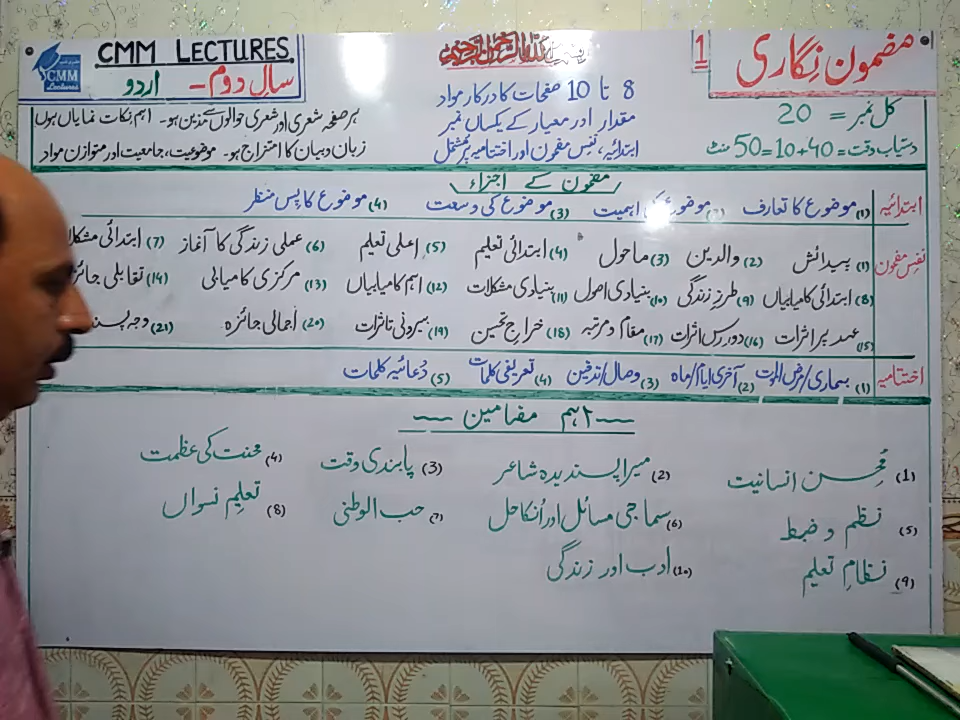 مضمون نگاری
1
بسم اللہ الرحمن الرحیم
CMM LECTURES
سال دوم - اردو
CMM
Lectures
کل نمبر = 20
دستیاب وقت = 40+10=50 منٹ
8 تا 10 صفحات کا درکار مواد
مقدار اور معیار کے یکساں نمبر
ابتدائیہ، نفسِ مضمون اور اختتامیہ پر مشتمل
ہر صفحہ شعری اور شعری حوالوں سے مزین ہو۔ اہم نکات نمایاں ہوں
زبان و بیان کا امتزاج ہو۔ موضوعیت، جامعیت اور متوازن مواد
مضمون کے اجزاء
ابتدائیہ (1) موضوع کا تعارف (2) موضوع کی اہمیت (3) موضوع کی وسعت (4) موضوع کا پس منظر
نفسِ مضمون (1) پیدائش (2) والدین (3) ماحول (4) ابتدائی تعلیم (5) اعلی تعلیم (6) عملی زندگی کا آغاز (7) ابتدائی
(8) ابتدائی کامیابیاں (9) طرزِ زندگی (10) بنیادی اصول (11) بنیادی مشکلات (12) اہم کامیابیاں (13) مرکزی کامیابی (14) تقابلی
(15) عہد پر اثرات (16) دور رس اثرات (17) مقام و مرتبہ (18) خراجِ تحسین (19) بیرونی تاثرات (20) اجمالی جائزہ (21) وجہ
اختتامیہ (1) بیماری/مرض الموت (2) آخری ایام/ماہ (3) وصال/تدفین (4) تعریفی کلمات (5) دُعائیہ کلمات
اہم مضامین
(1) مُحسنِ انسانیت (2) میرا پسندیدہ شاعر (3) پابندی وقت (4) محنت کی عظمت
(5) نظم و ضبط (6) سماجی مسائل اور اُنکا حل (7) حب الوطنی (8) تعلیمِ نسواں
(9) نظامِ تعلیم (10) ادب اور زندگی